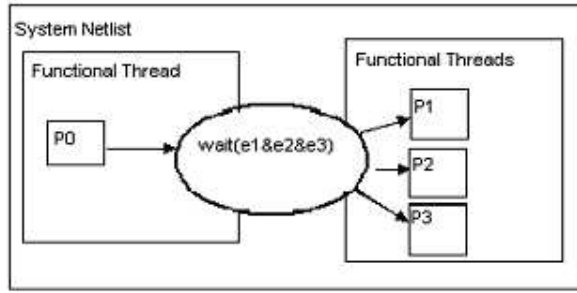 System Netlist
Functional Thread
Functional Threads
P0
wait(e1&e2&e3)
P1
P2
P3